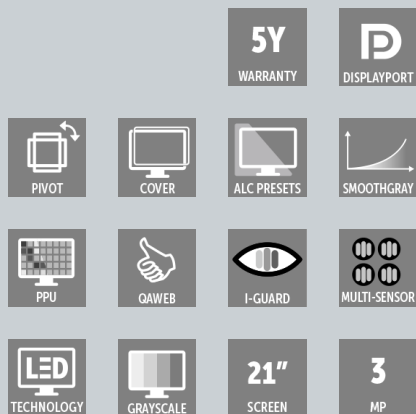 5Y
WARRANTY
DISPLAYPORT
PIVOT
COVER
ALC PRESETS
SMOOTHGRAY
PPU
QAWEB
I-GUARD
MULTI-SENSOR
LED
TECHNOLOGY
GRAYSCALE
21"
SCREEN
3
MP